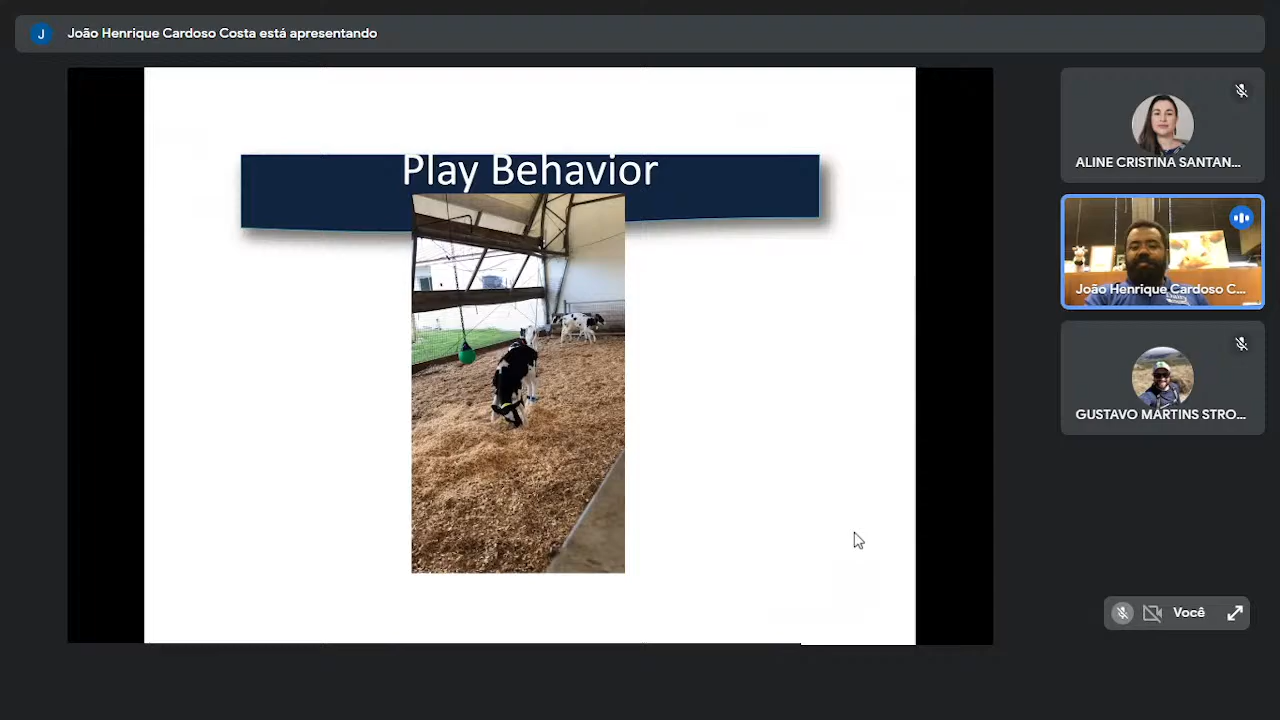 J
João Henrique Cardoso Costa está apresentando
Play Behavior
ALINE CRISTINA SANTAN...
João Henrique Cardoso C...
GUSTAVO MARTINS STRO...
Você